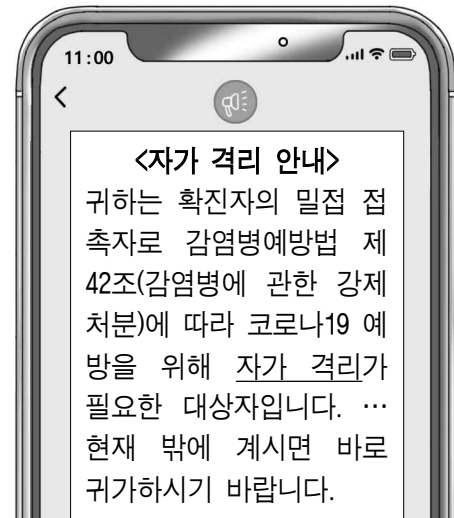 11:00
<자가 격리 안내>
귀하는 확진자의 밀접 접
촉자로 감염병예방법 제
42조(감염병에 관한 강제
처분)에 따라 코로나19 예
방을 위해 자가 격리가
필요한 대상자입니다. …
현재 밖에 계시면 바로
귀가하시기 바랍니다.